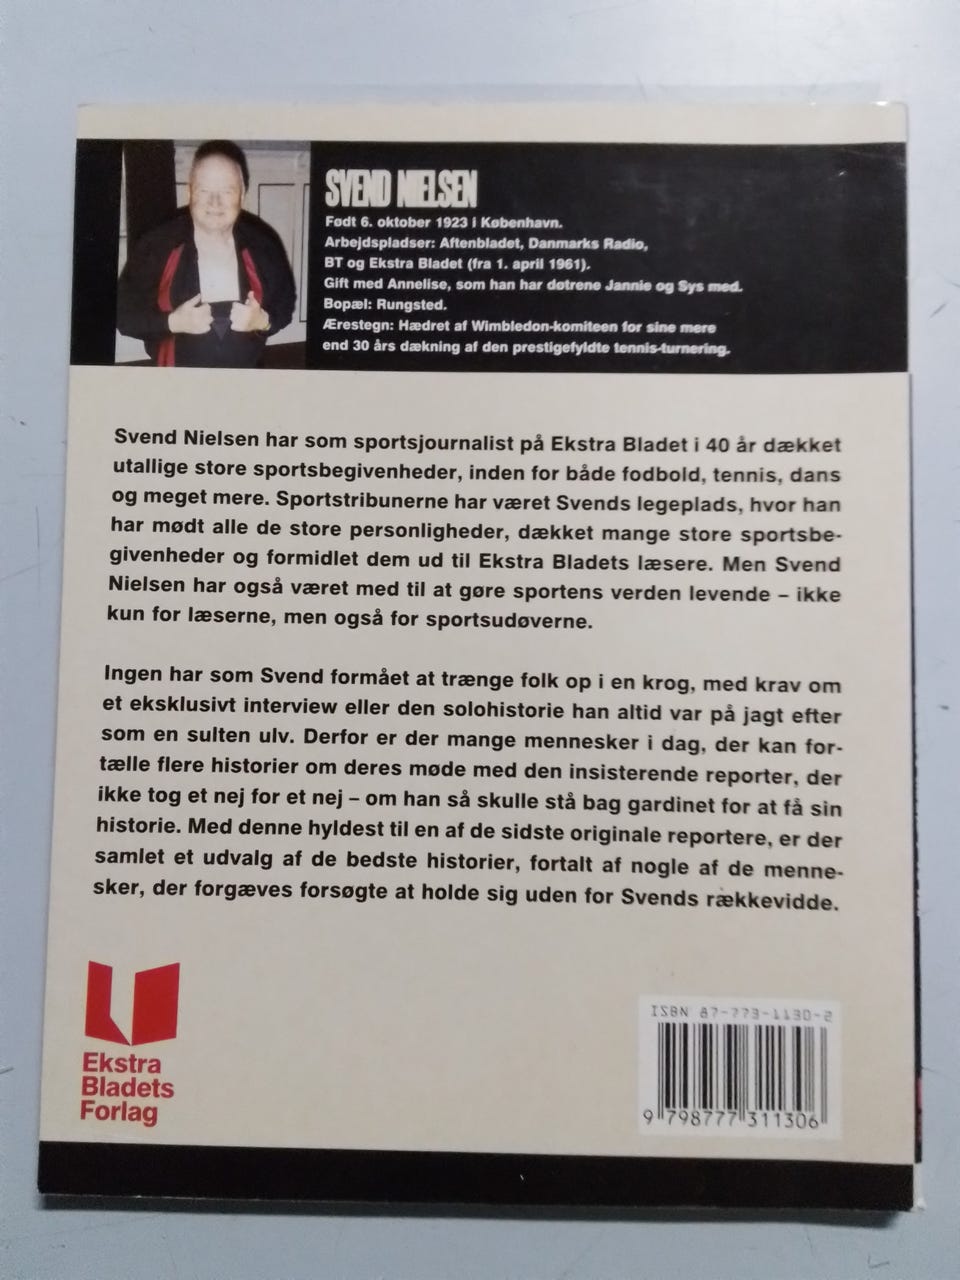 SVEND NIELSEN
Født 6. oktober 1923 i København.
Arbejdspladser: Aftenbladet, Danmarks Radio,
BT og Ekstra Bladet (fra 1. april 1961).
Gift med Annelise, som han har døtrene Jannie og Sys med.
Bopæl: Rungsted.
Ærestegn: Hædret af Wimbledon-komiteen for sine mere
end 30 års dækning af den prestigefyldte tennis-turnering.
Svend Nielsen har som sportsjournalist på Ekstra Bladet i 40 år dækket
utallige store sportsbegivenheder, inden for både fodbold, tennis, dans
og meget mere. Sportstribunerne har været Svends legeplads, hvor han
har mødt alle de store personligheder, dækket mange store sportsbe-
givenheder og formidlet dem ud til Ekstra Bladets læsere. Men Svend
Nielsen har også været med til at gøre sportens verden levende – ikke
kun for læserne, men også for sportsudøverne.
Ingen har som Svend formået at trænge folk op i en krog, med krav om
et eksklusivt interview eller den solohistorie han altid var på jagt efter
som en sulten ulv. Derfor er der mange mennesker i dag, der kan for-
tælle flere historier om deres møde med den insisterende reporter, der
ikke tog et nej for et nej – om han så skulle stå bag gardinet for at få sin
historie. Med denne hyldest til en af de sidste originale reportere, er der
samlet et udvalg af de bedste historier, fortalt af nogle af de menne-
sker, der forgæves forsøgte at holde sig uden for Svends rækkevidde.
Ekstra
Bladets
Forlag
ISBN 87-773-1130-2
9 798777 311306